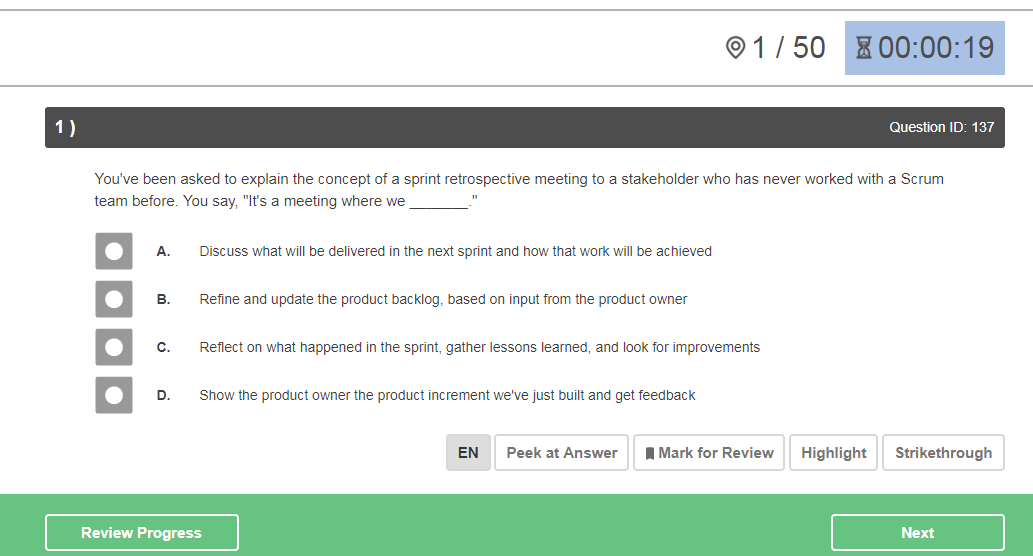 1 / 50 00:00:19
1 ) Question ID: 137
You've been asked to explain the concept of a sprint retrospective meeting to a stakeholder who has never worked with a Scrum
team before. You say, "It's a meeting where we _______."
A. Discuss what will be delivered in the next sprint and how that work will be achieved
B. Refine and update the product backlog, based on input from the product owner
C. Reflect on what happened in the sprint, gather lessons learned, and look for improvements
D. Show the product owner the product increment we've just built and get feedback
EN Peek at Answer Mark for Review Highlight Strikethrough
Review Progress Next